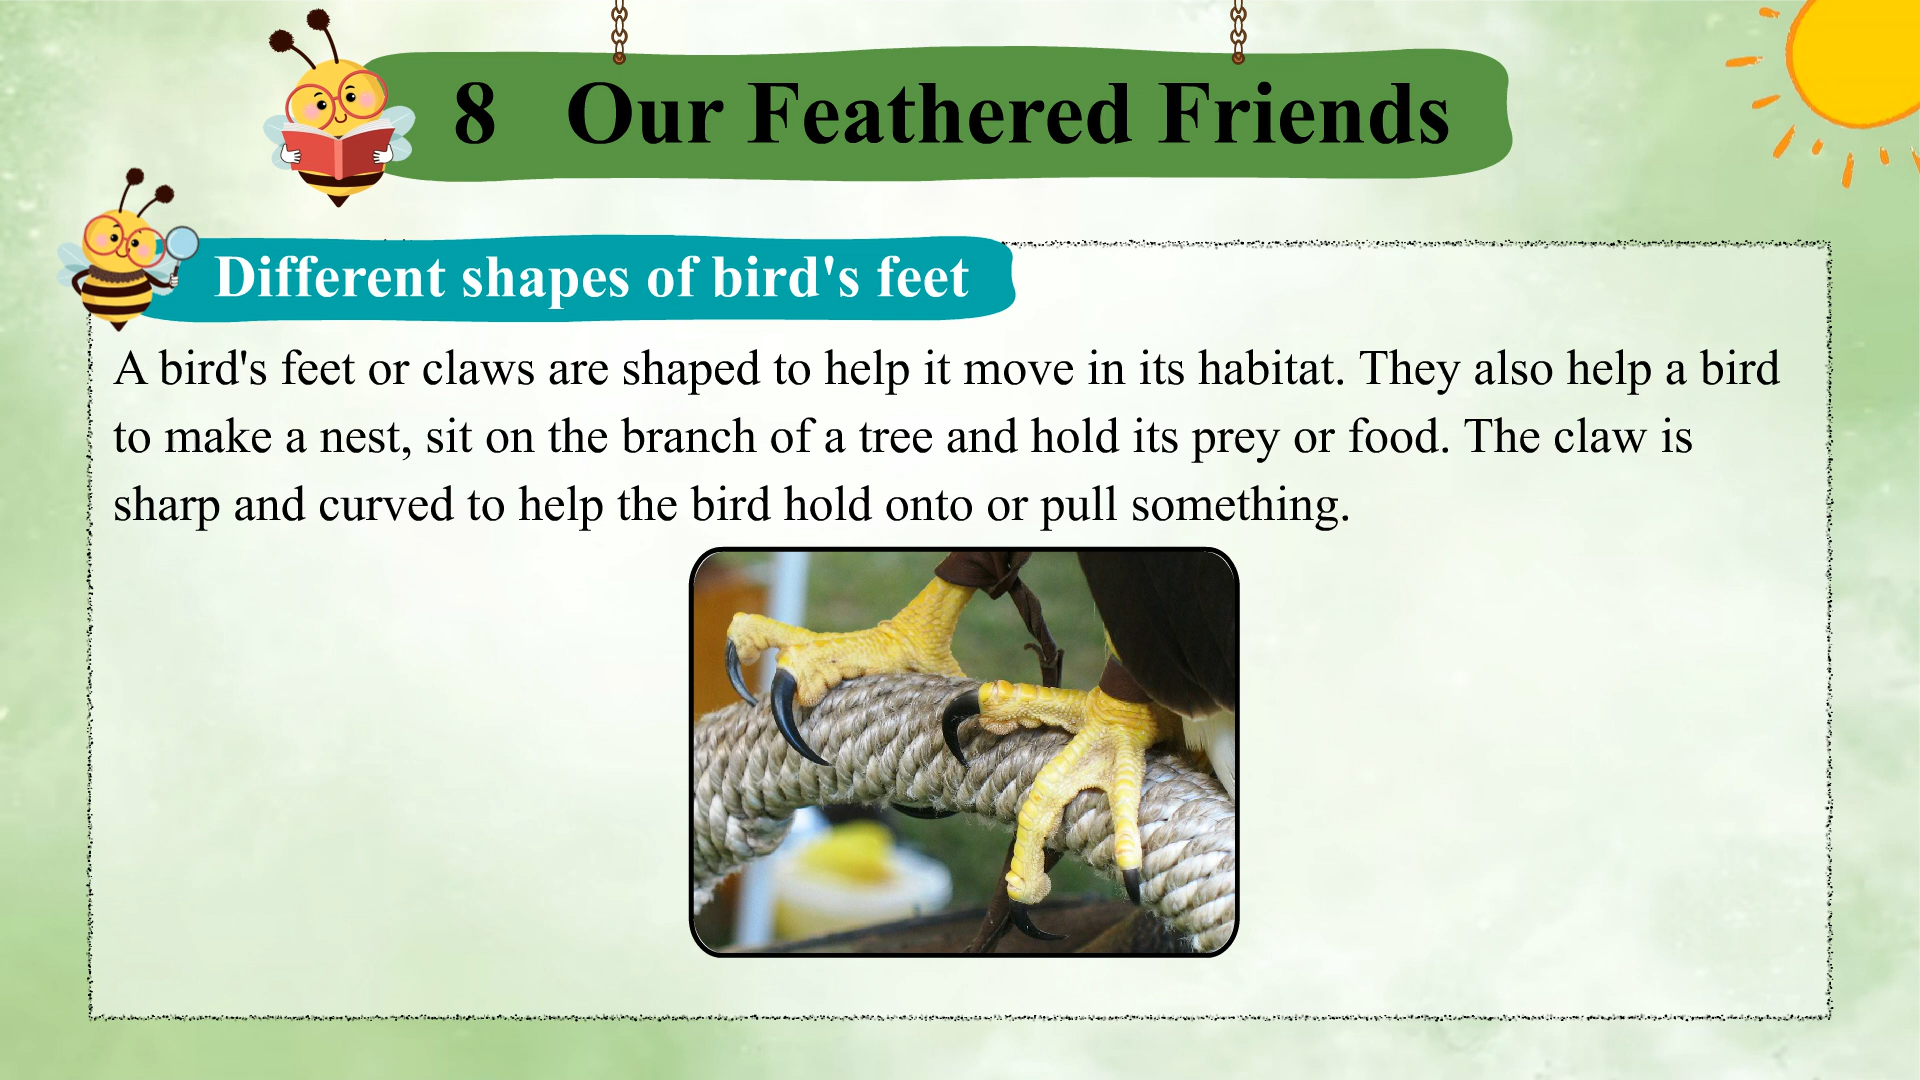 8 Our Feathered Friends
Different shapes of bird's feet
A bird's feet or claws are shaped to help it move in its habitat. They also help a bird
to make a nest, sit on the branch of a tree and hold its prey or food. The claw is
sharp and curved to help the bird hold onto or pull something.